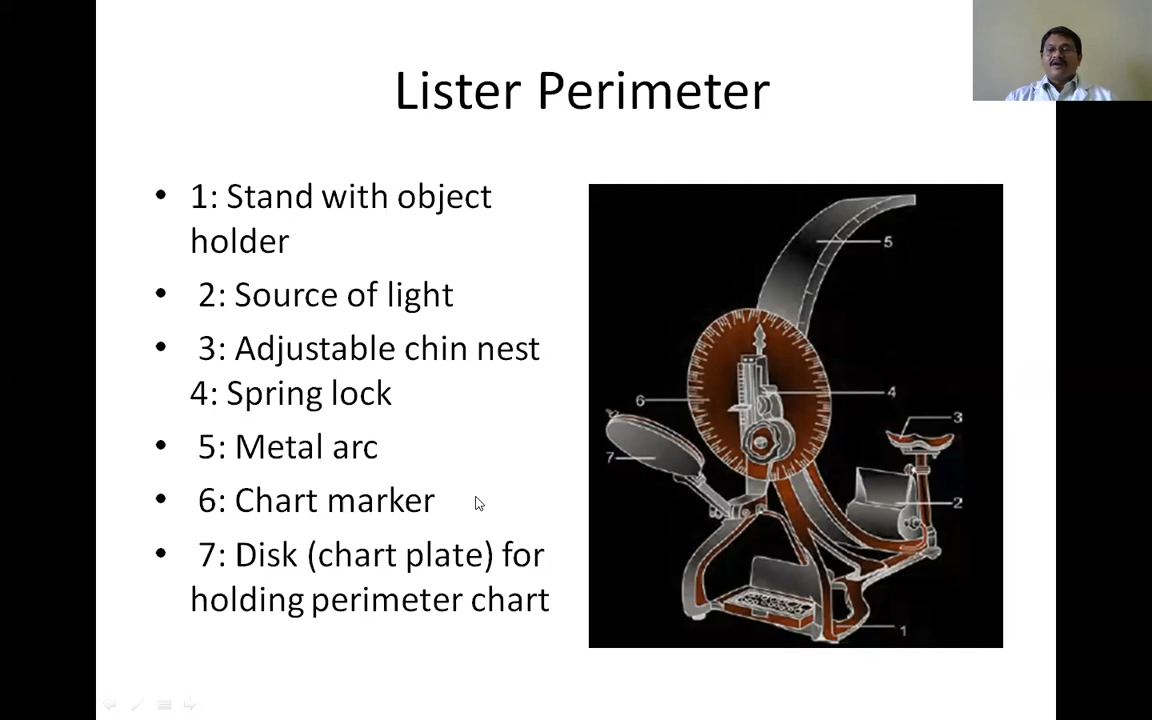 Lister Perimeter
• 1: Stand with object
holder
• 2: Source of light
• 3: Adjustable chin nest
4: Spring lock
• 5: Metal arc
• 6: Chart marker
• 7: Disk (chart plate) for
holding perimeter chart
5
4
6
3
7
2
1